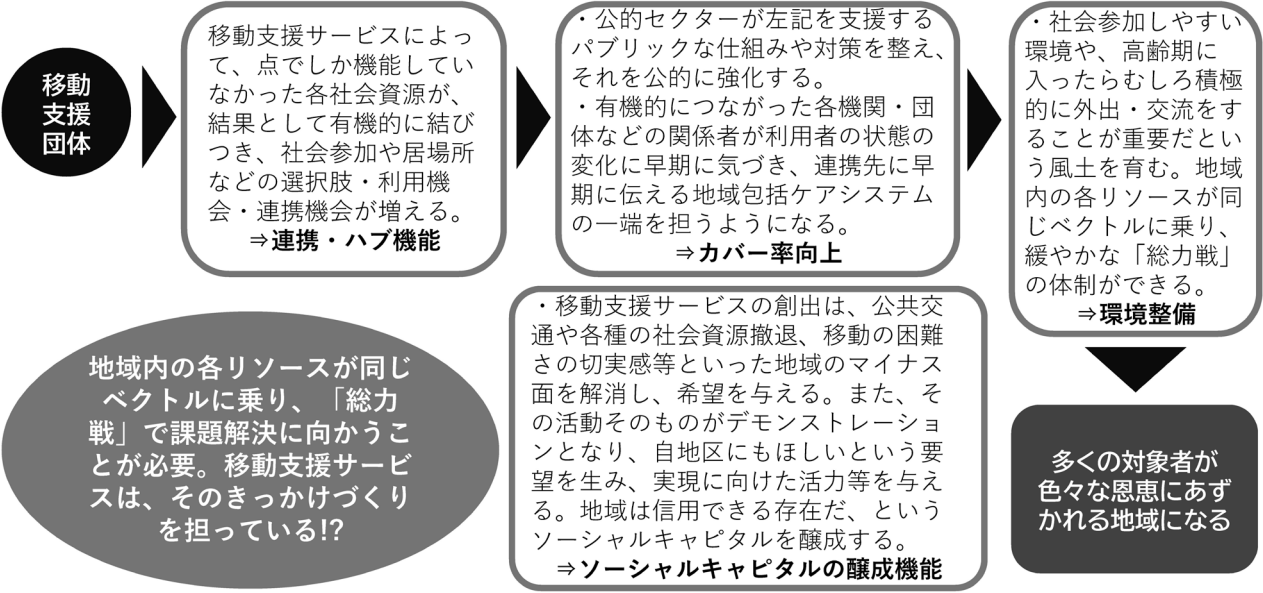 移動
支援
団体
移動支援サービスによっ
て、点でしか機能してい
なかった各社会資源が、
結果として有機的に結び
つき、社会参加や居場所
などの選択肢・利用機
会・連携機会が増える。
⇒連携・ハブ機能
・公的セクターが左記を支援する
パブリックな仕組みや対策を整え、
それを公的に強化する。
・有機的につながった各機関・団
体などの関係者が利用者の状態の
変化に早期に気づき、連携先に早
期に伝える地域包括ケアシステム
の一端を担うようになる。
⇒カバー率向上
・社会参加しやすい
環境や、高齢期に
入ったらむしろ積極
的に外出・交流をす
ることが重要だとい
う風土を育む。地域
内の各リソースが同
じベクトルに乗り、
緩やかな「総力戦」
の体制ができる。
⇒環境整備
地域内の各リソースが同じ
ベクトルに乗り、「総力
戦」で課題解決に向かうこ
とが必要。移動支援サービ
スは、そのきっかけづくり
を担っている!?
・移動支援サービスの創出は、公共交
通や各種の社会資源撤退、移動の困難
さの切実感等といった地域のマイナス
面を解消し、希望を与える。また、そ
の活動そのものがデモンストレーショ
ンとなり、自地区にもほしいという要
望を生み、実現に向けた活力等を与え
る。地域は信用できる存在だ、という
ソーシャルキャピタルを醸成する。
⇒ソーシャルキャピタルの醸成機能
多くの対象者が
色々な恩恵にあず
かれる地域になる